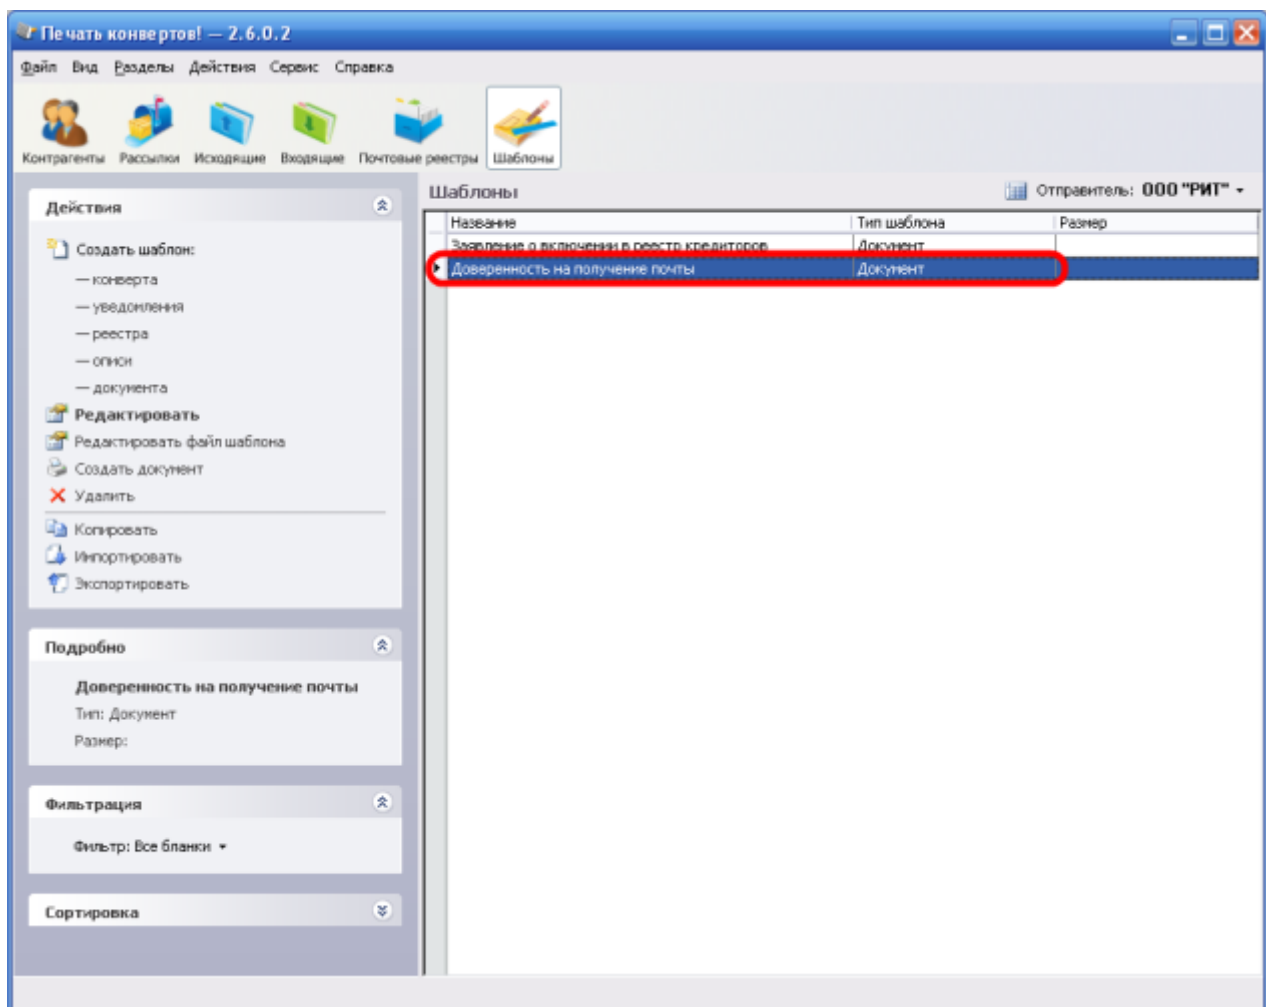 Печать конвертов! — 2.6.0.2
Файл Вид Разделы Действия Сервис Справка
Контрагенты Рассылки Исходящие Входящие Почтовые реестры Шаблоны
Шаблоны
Отправитель: ООО "РИТ"
Действия
Создать шаблон:
— конверта
— уведомления
— реестра
— описи
— документа
Редактировать
Редактировать файл шаблона
Создать документ
Удалить
Копировать
Импортировать
Экспортировать
Подробно
Доверенность на получение почты
Тип: Документ
Размер:
Фильтрация
Фильтр: Все бланки
Сортировка
Название Тип шаблона Размер
Заявление о включении в реестр кредиторов Документ
Доверенность на получение почты Документ